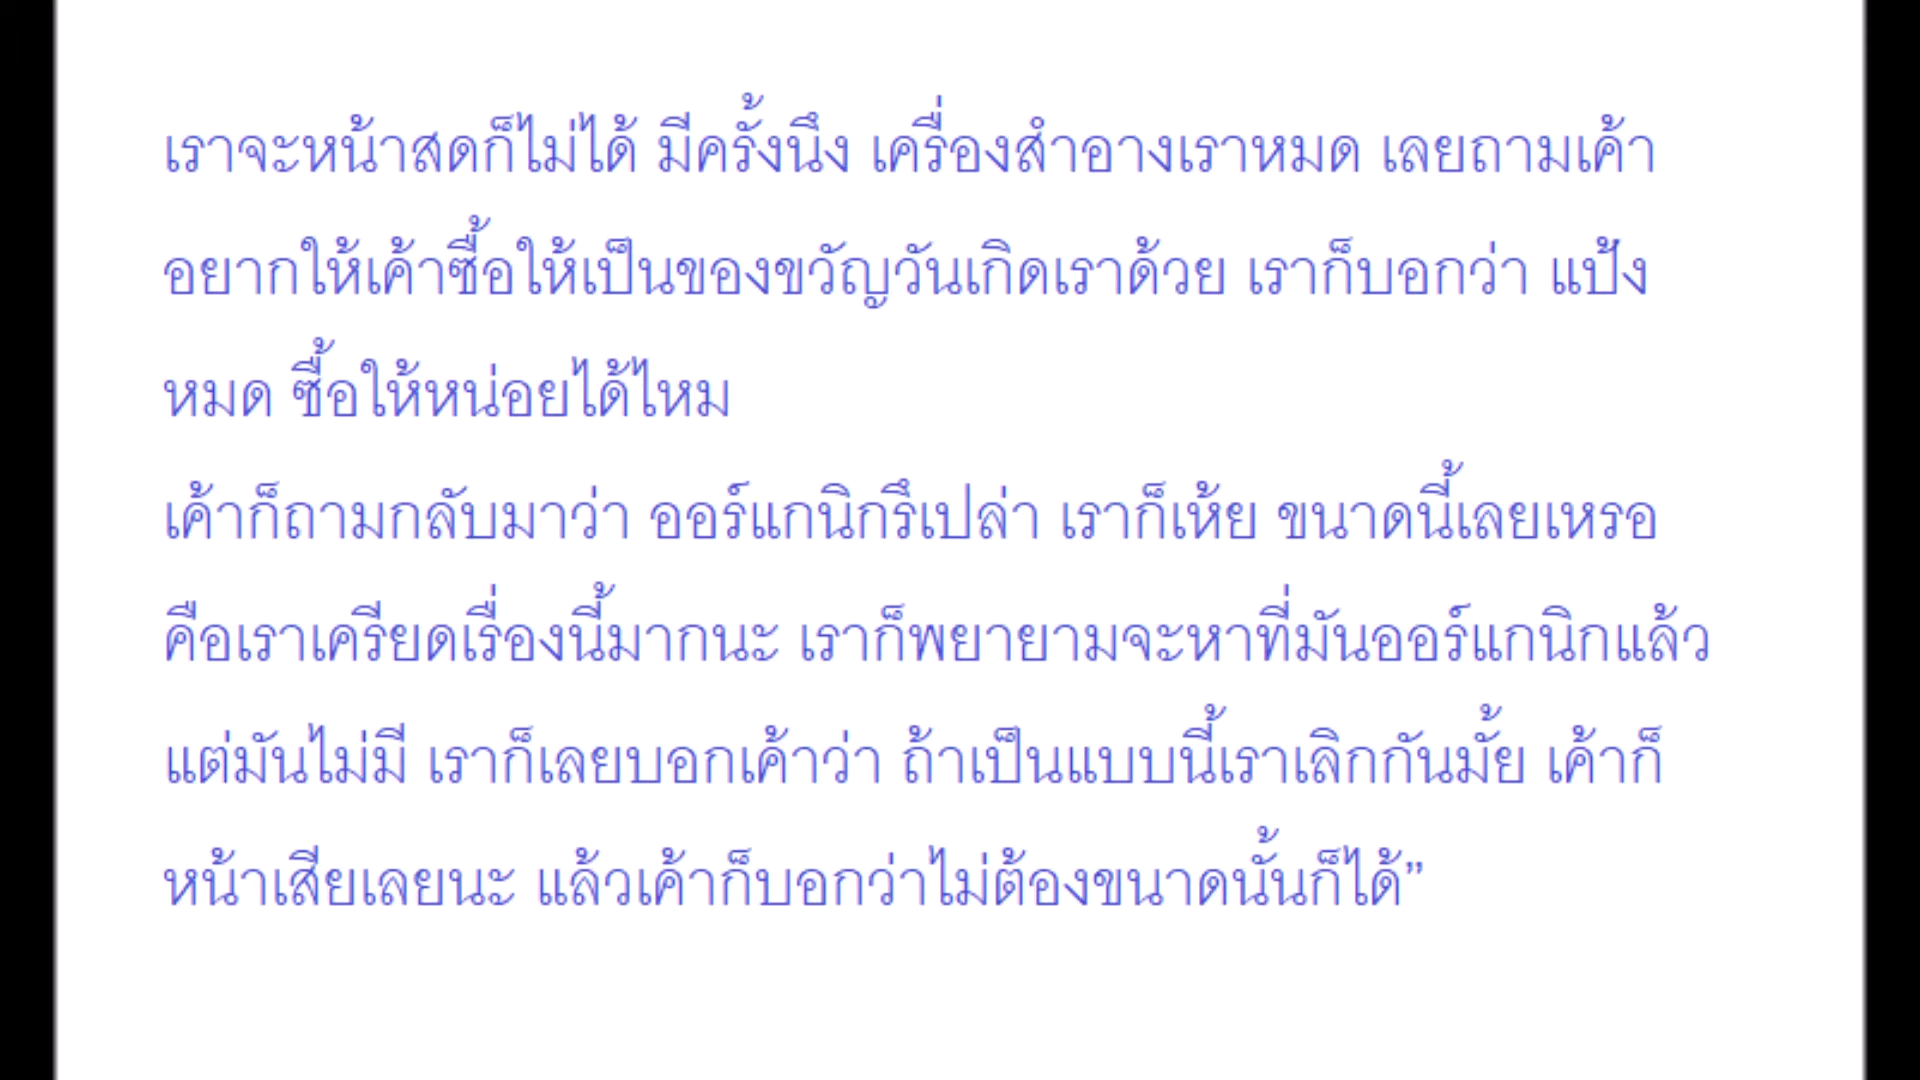 เราจะหน้าสดก็ไม่ได้ มีครั้งนึง เครื่องสำอางเราหมด เลยถามเค้า
อยากให้เค้าซื้อให้เป็นของขวัญวันเกิดเราด้วย เราก็บอกว่า แป้ง
หมด ซื้อให้หน่อยได้ไหม
เค้าก็ถามกลับมาว่า ออร์แกนิกรึเปล่า เราก็เห้ย ขนาดนี้เลยเหรอ
คือเราเครียดเรื่องนี้มากนะ เราก็พยายามจะหาที่มันออร์แกนิกแล้ว
แต่มันไม่มี เราก็เลยบอกเค้าว่า ถ้าเป็นแบบนี้เราเลิกกันมั้ย เค้าก็
หน้าเสียเลยนะ แล้วเค้าก็บอกว่าไม่ต้องขนาดนั้นก็ได้”